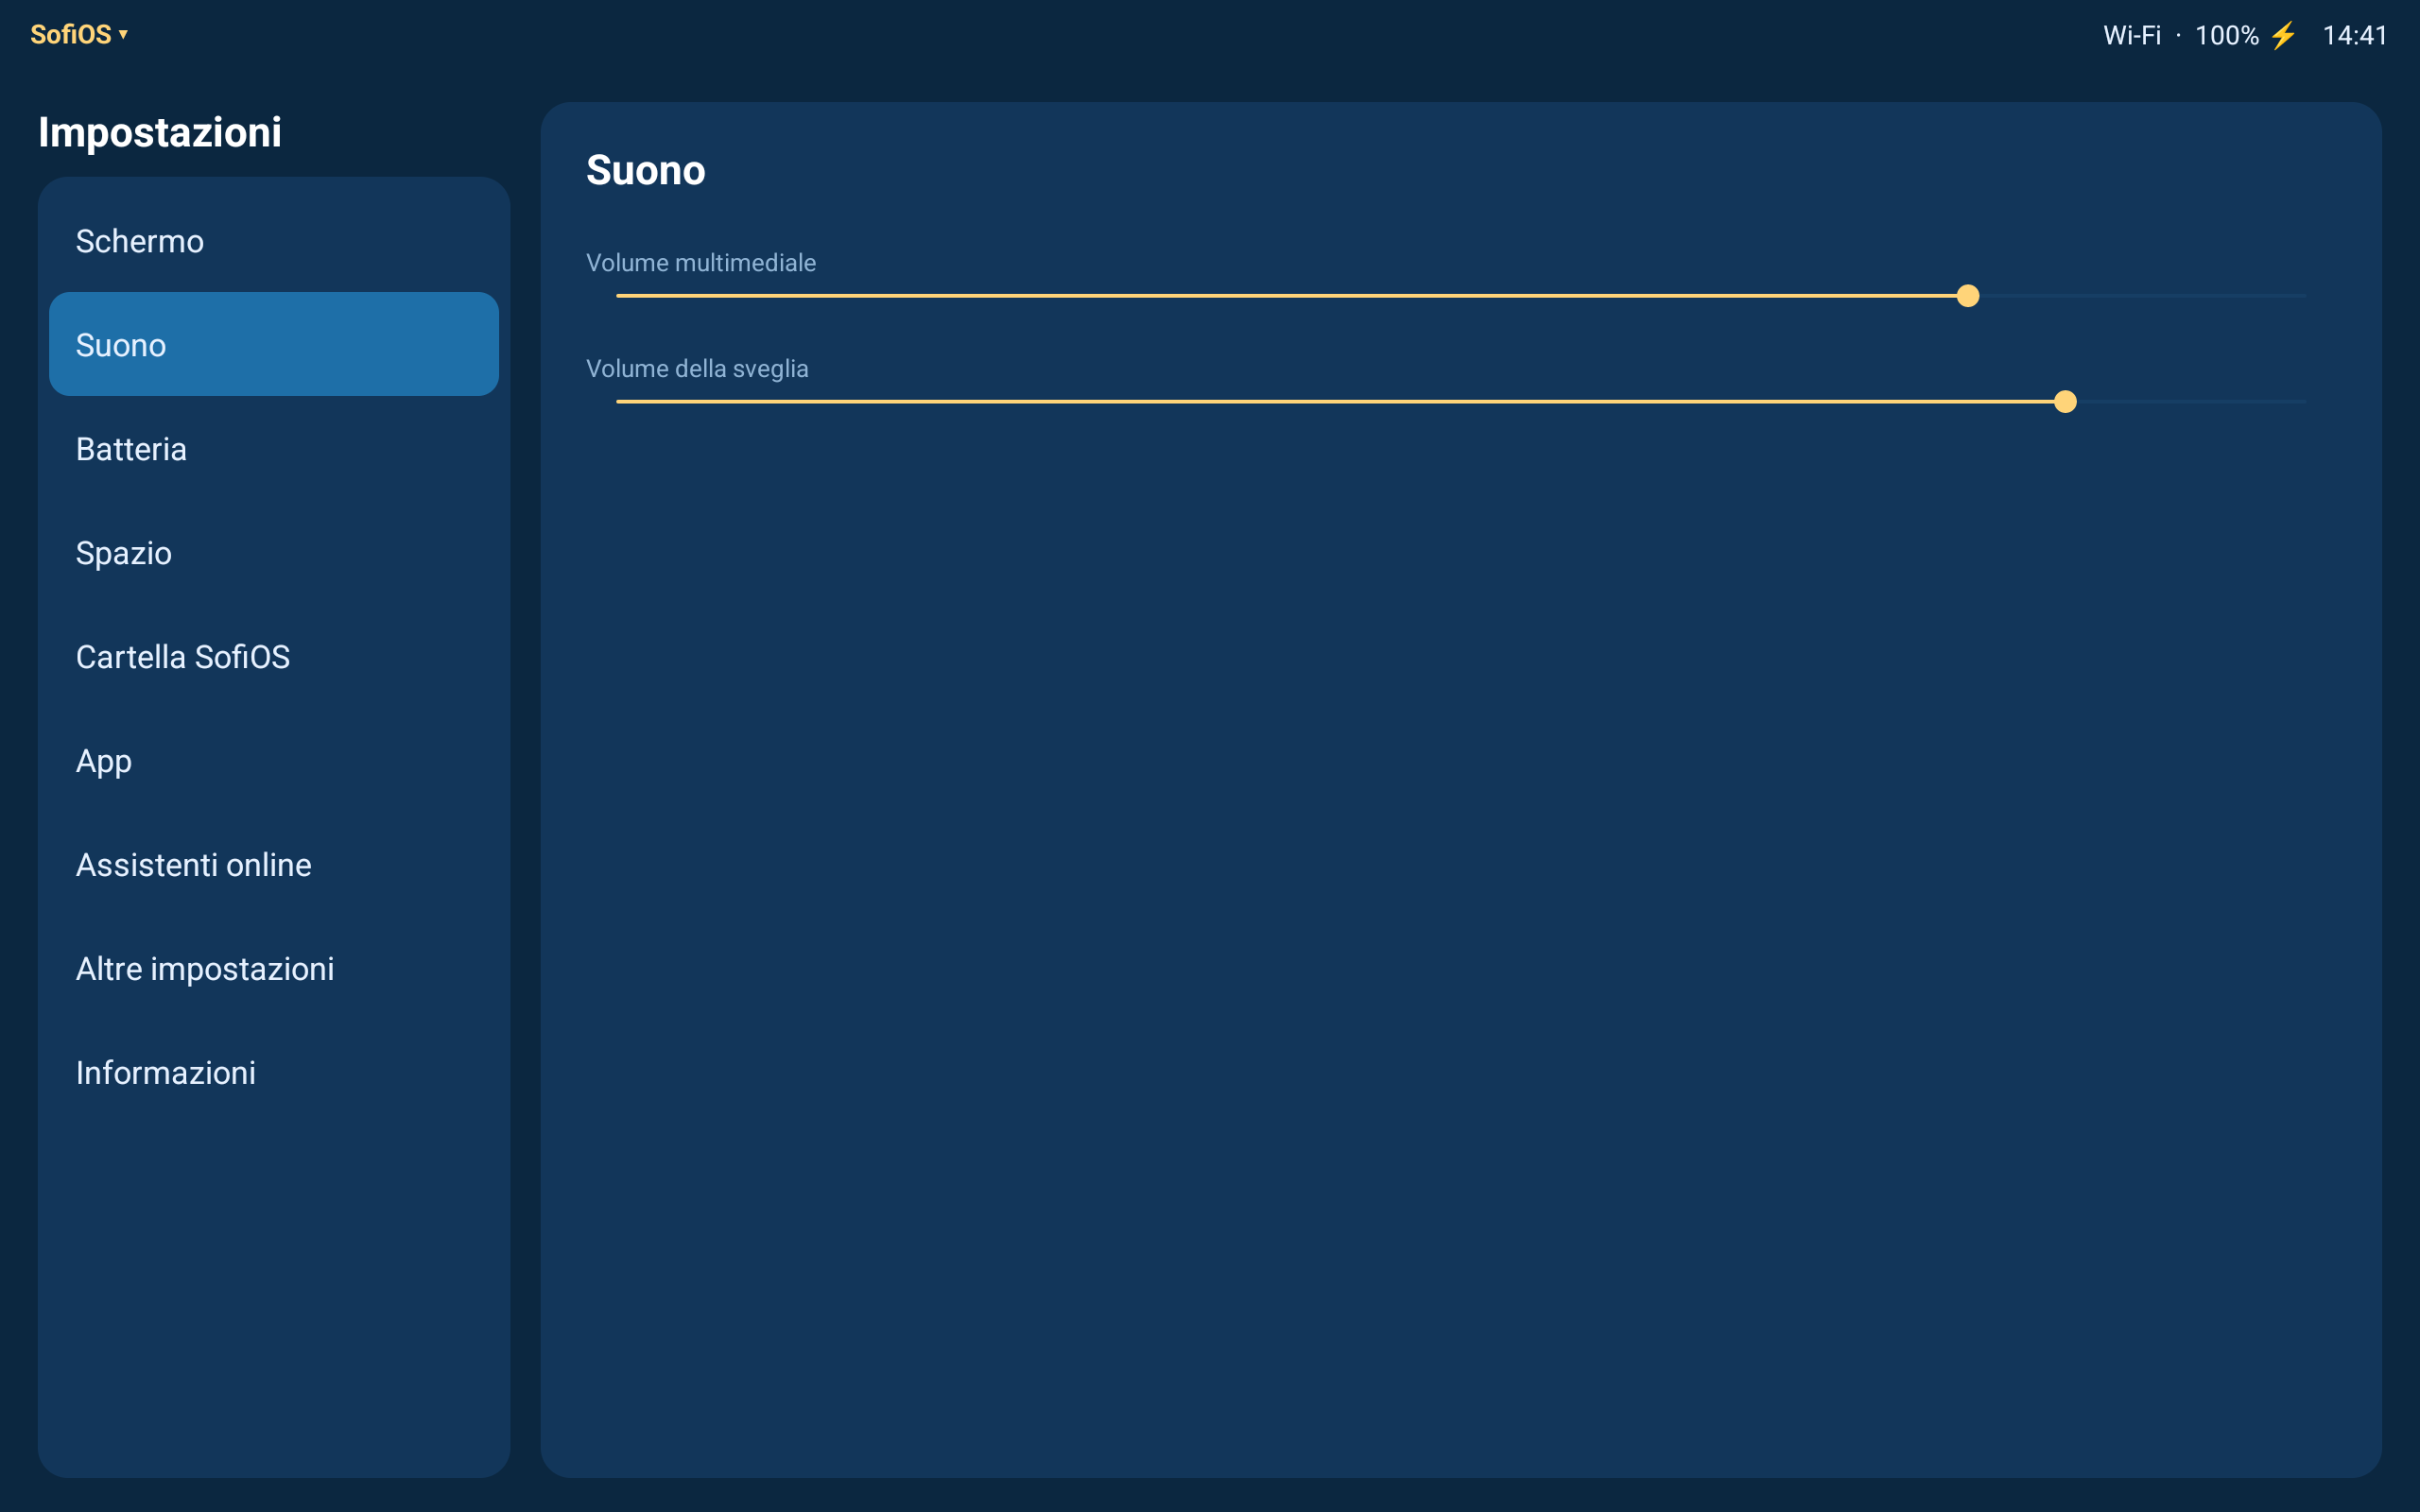 SofiOS ▾
Wi-Fi · 100% ⚡ 14:41
Impostazioni
Schermo
Suono
Batteria
Spazio
Cartella SofiOS
App
Assistenti online
Altre impostazioni
Informazioni
Suono
Volume multimediale
Volume della sveglia